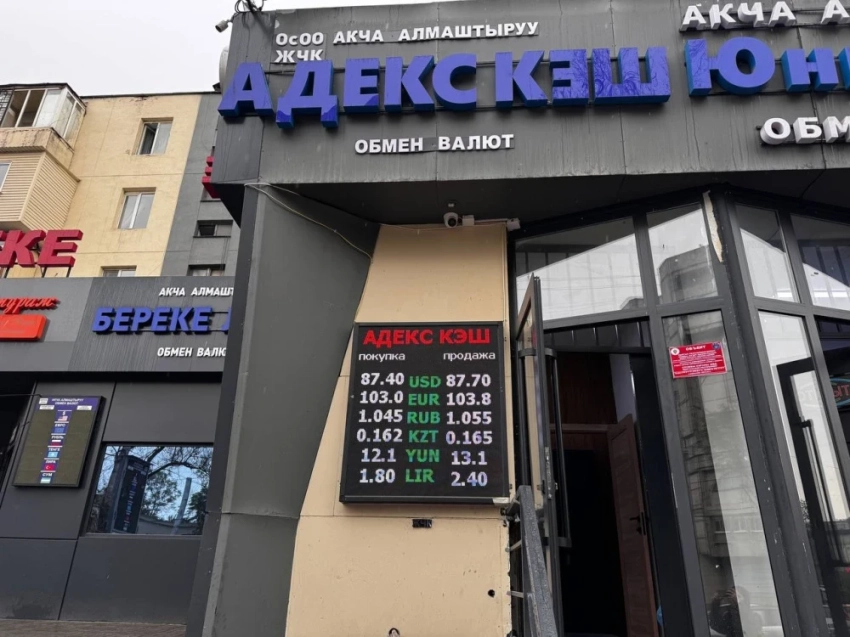 ОсОО АКЧА АЛМАШТЫРУУ
ЖЧК
АДЕКС КЭШ
ОБМЕН ВАЛЮТ
АКЧА А
Юни
ОБМ
КЕ
АКЧА АЛМАШТ
БЕРЕКЕ
ОБМЕН ВАЛЮ
АДЕКС КЭШ
покупка продажа
87.40 USD 87.70
103.0 EUR 103.8
1.045 RUB 1.055
0.162 KZT 0.165
12.1 YUN 13.1
1.80 LIR 2.40